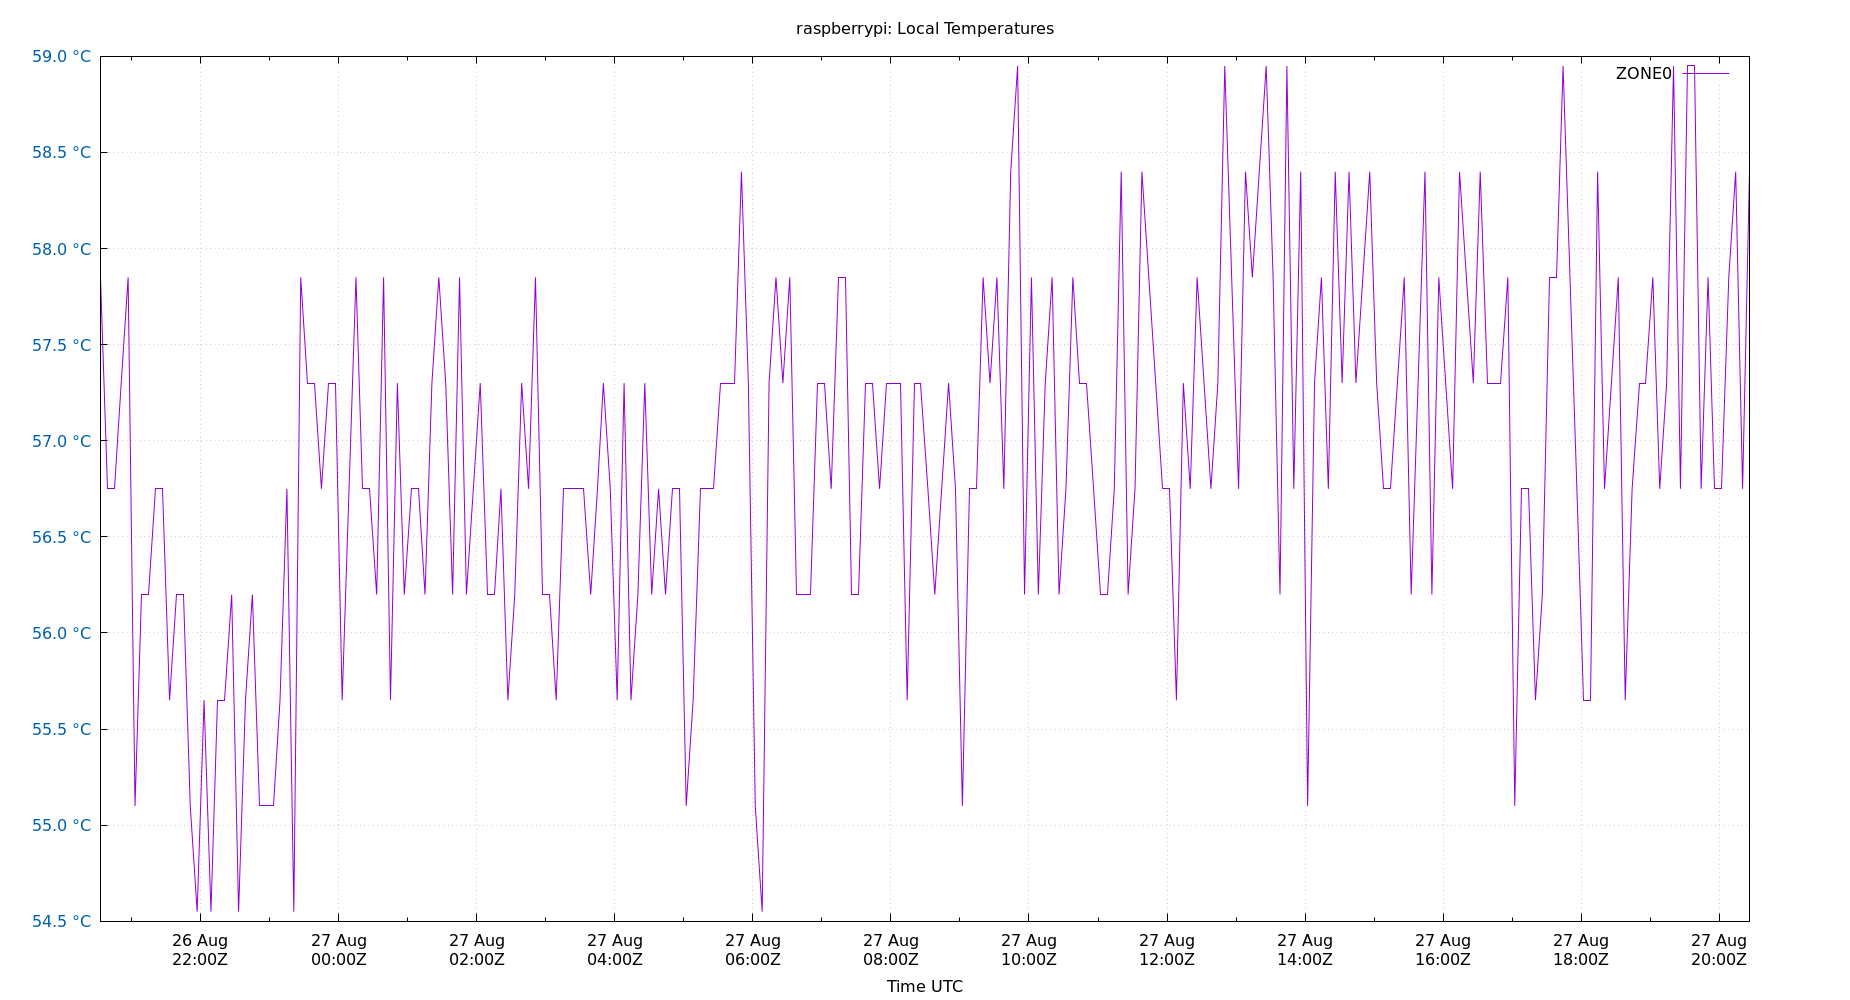 raspberrypi: Local Temperatures
59.0 °C
ZONE0
58.5 °C
58.0 °C
57.5 °C
57.0 °C
56.5 °C
56.0 °C
55.5 °C
55.0 °C
54.5 °C
26 Aug 27 Aug 27 Aug 27 Aug 27 Aug 27 Aug 27 Aug 27 Aug 27 Aug 27 Aug 27 Aug 27 Aug
22:00Z 00:00Z 02:00Z 04:00Z 06:00Z 08:00Z 10:00Z 12:00Z 14:00Z 16:00Z 18:00Z 20:00Z
Time UTC